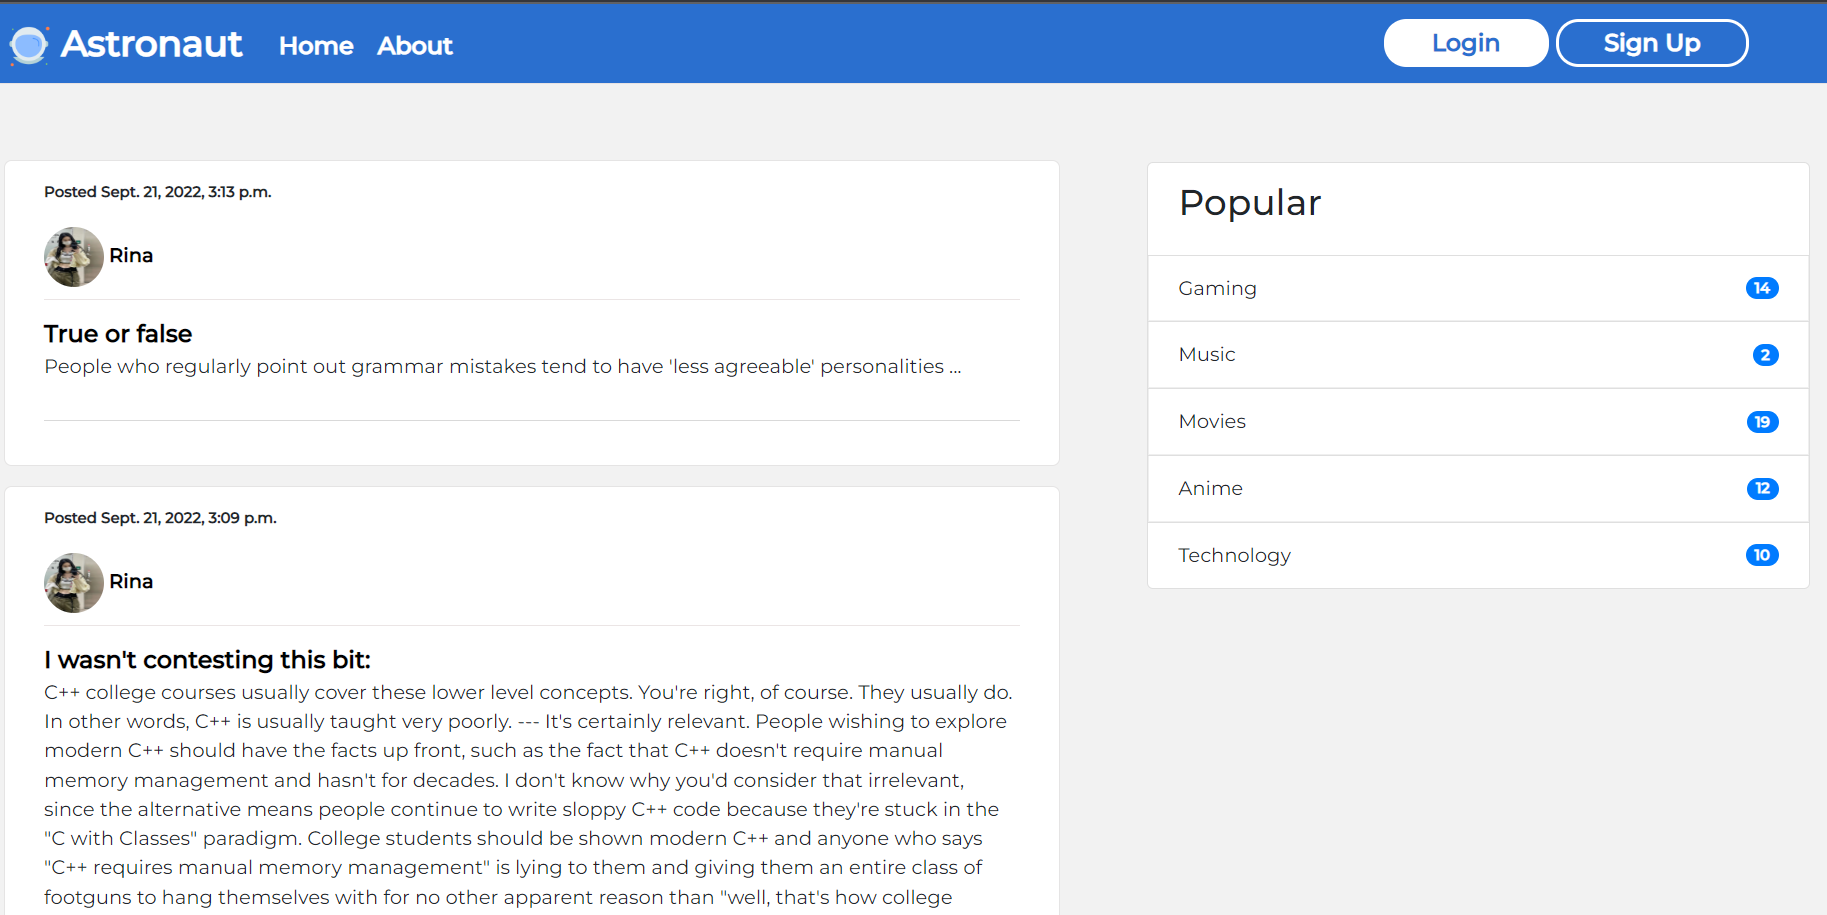 Astronaut Home About Login Sign Up
Posted Sept. 21, 2022, 3:13 p.m.
Rina
True or false
People who regularly point out grammar mistakes tend to have 'less agreeable' personalities ...
Posted Sept. 21, 2022, 3:09 p.m.
Rina
I wasn't contesting this bit:
C++ college courses usually cover these lower level concepts. You're right, of course. They usually do.
In other words, C++ is usually taught very poorly. --- It's certainly relevant. People wishing to explore
modern C++ should have the facts up front, such as the fact that C++ doesn't require manual
memory management and hasn't for decades. I don't know why you'd consider that irrelevant,
since the alternative means people continue to write sloppy C++ code because they're stuck in the
"C with Classes" paradigm. College students should be shown modern C++ and anyone who says
"C++ requires manual memory management" is lying to them and giving them an entire class of
footguns to hang themselves with for no other apparent reason than "well, that's how college
Popular
Gaming 14
Music 2
Movies 19
Anime 12
Technology 10